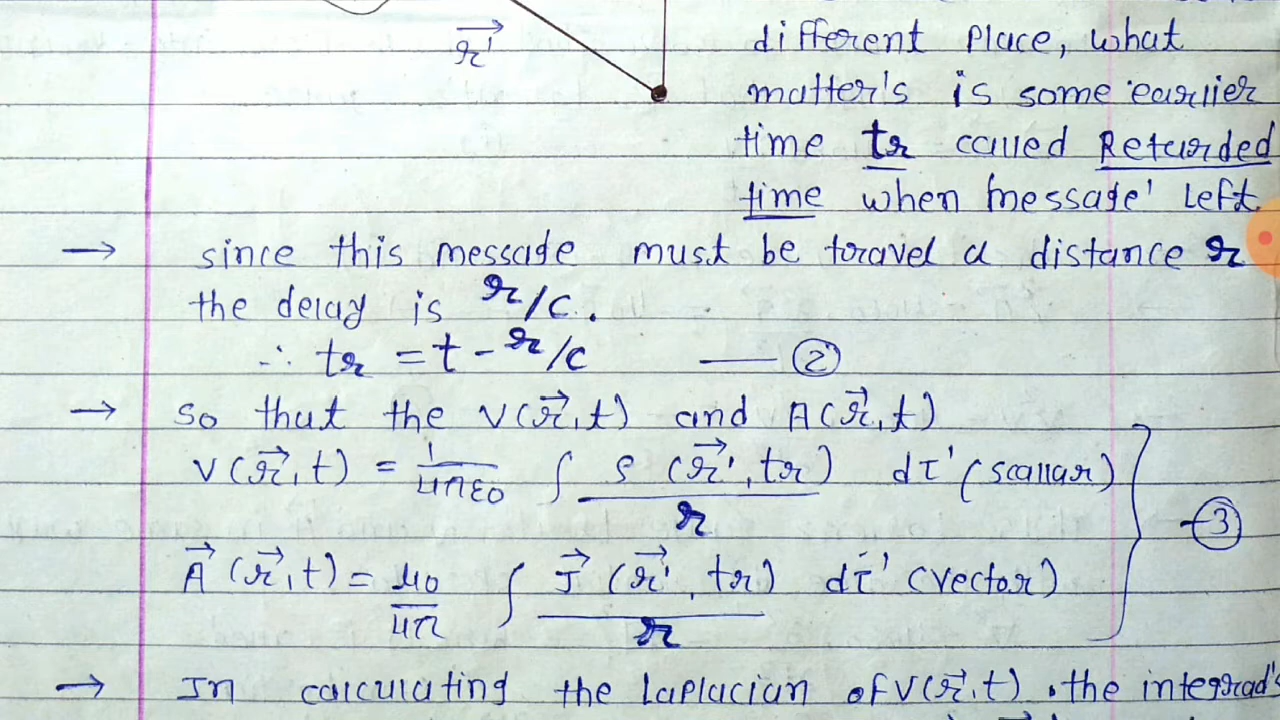 r⃗'
different place, what
matter's is some earlier
time tr called Retarded
time when 'message' left
→ since this message must be travel a distance r
the delay is r/c.
∴ tr = t - r/c —— ②
→ so that the V(r⃗,t) and A(r⃗,t)
V(r⃗,t) = 1/4πε0 ∫ ρ(r⃗',tr)/r dτ' (scallar)
A⃗(r⃗,t) = μ0/4π ∫ J⃗(r⃗',tr)/r dτ' (vector) } —③
→ In calculating the Laplacian of V(r⃗,t), the integrad's